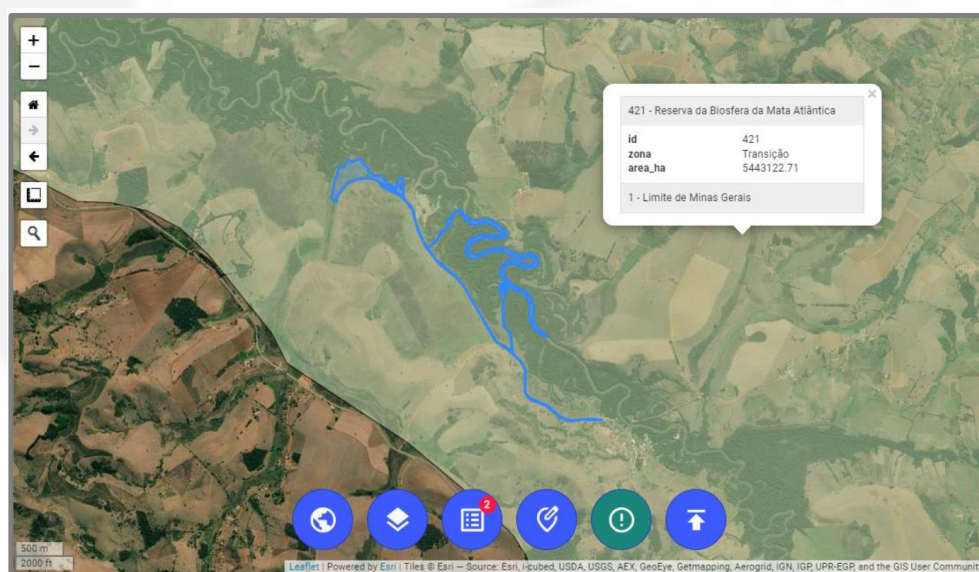 +
−
×
421 - Reserva da Biosfera da Mata Atlântica
id 421
zona Transição
area_ha 5443122.71
1 - Limite de Minas Gerais
2
500 m
2000 ft
Leaflet | Powered by Esri | Tiles © Esri — Source: Esri, i-cubed, USDA, USGS, AEX, GeoEye, Getmapping, Aerogrid, IGN, IGP, UPR-EGP, and the GIS User Communi